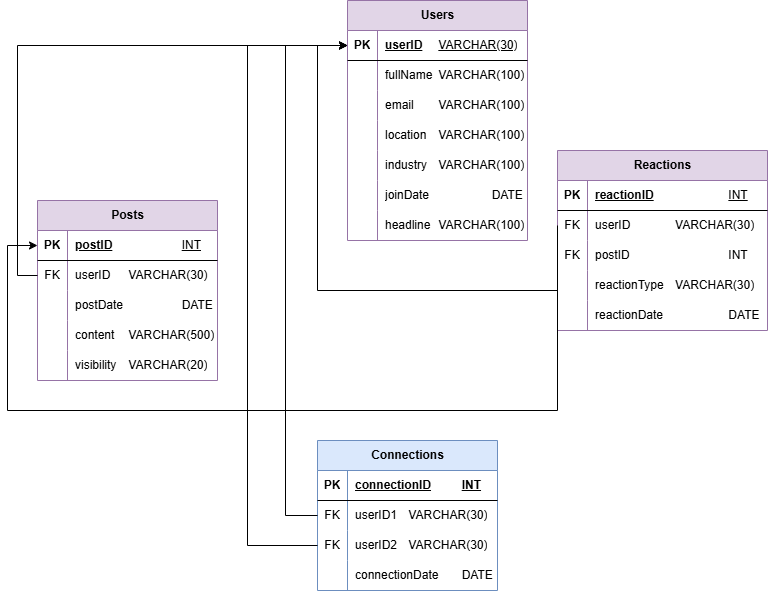 Users
PK userID VARCHAR(30)
fullName VARCHAR(100)
email VARCHAR(100)
location VARCHAR(100)
industry VARCHAR(100)
joinDate DATE
headline VARCHAR(100)
Reactions
PK reactionID INT
FK userID VARCHAR(30)
FK postID INT
reactionType VARCHAR(30)
reactionDate DATE
Posts
PK postID INT
FK userID VARCHAR(30)
postDate DATE
content VARCHAR(500)
visibility VARCHAR(20)
Connections
PK connectionID INT
FK userID1 VARCHAR(30)
FK userID2 VARCHAR(30)
connectionDate DATE